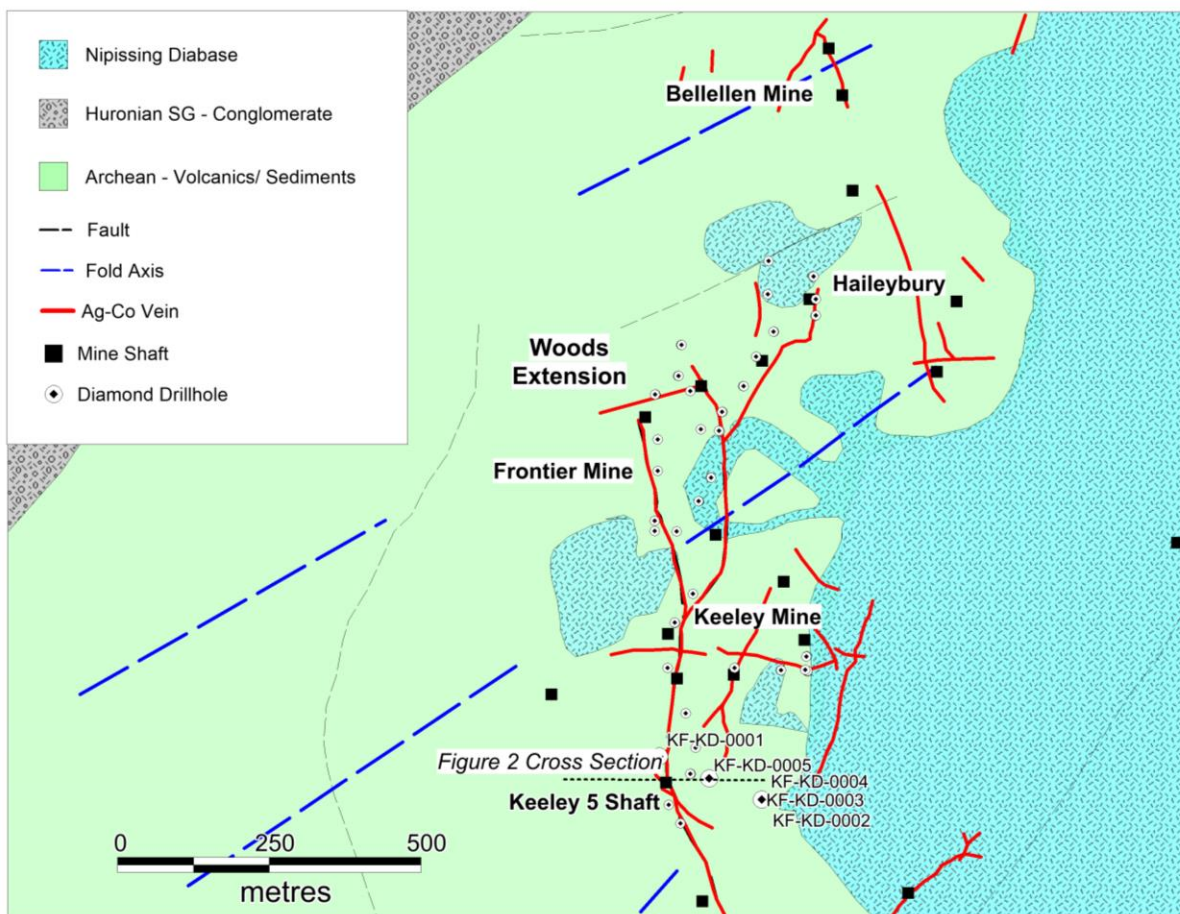 Nipissing Diabase
Huronian SG - Conglomerate
Archean - Volcanics/ Sediments
Fault
Fold Axis
Ag-Co Vein
Mine Shaft
Diamond Drillhole
Bellellen Mine
Haileybury
Woods
Extension
Frontier Mine
Keeley Mine
KF-KD-0001
Figure 2 Cross Section
KF-KD-0005
KF-KD-0004
Keeley 5 Shaft
KF-KD-0003
KF-KD-0002
0 250 500
metres